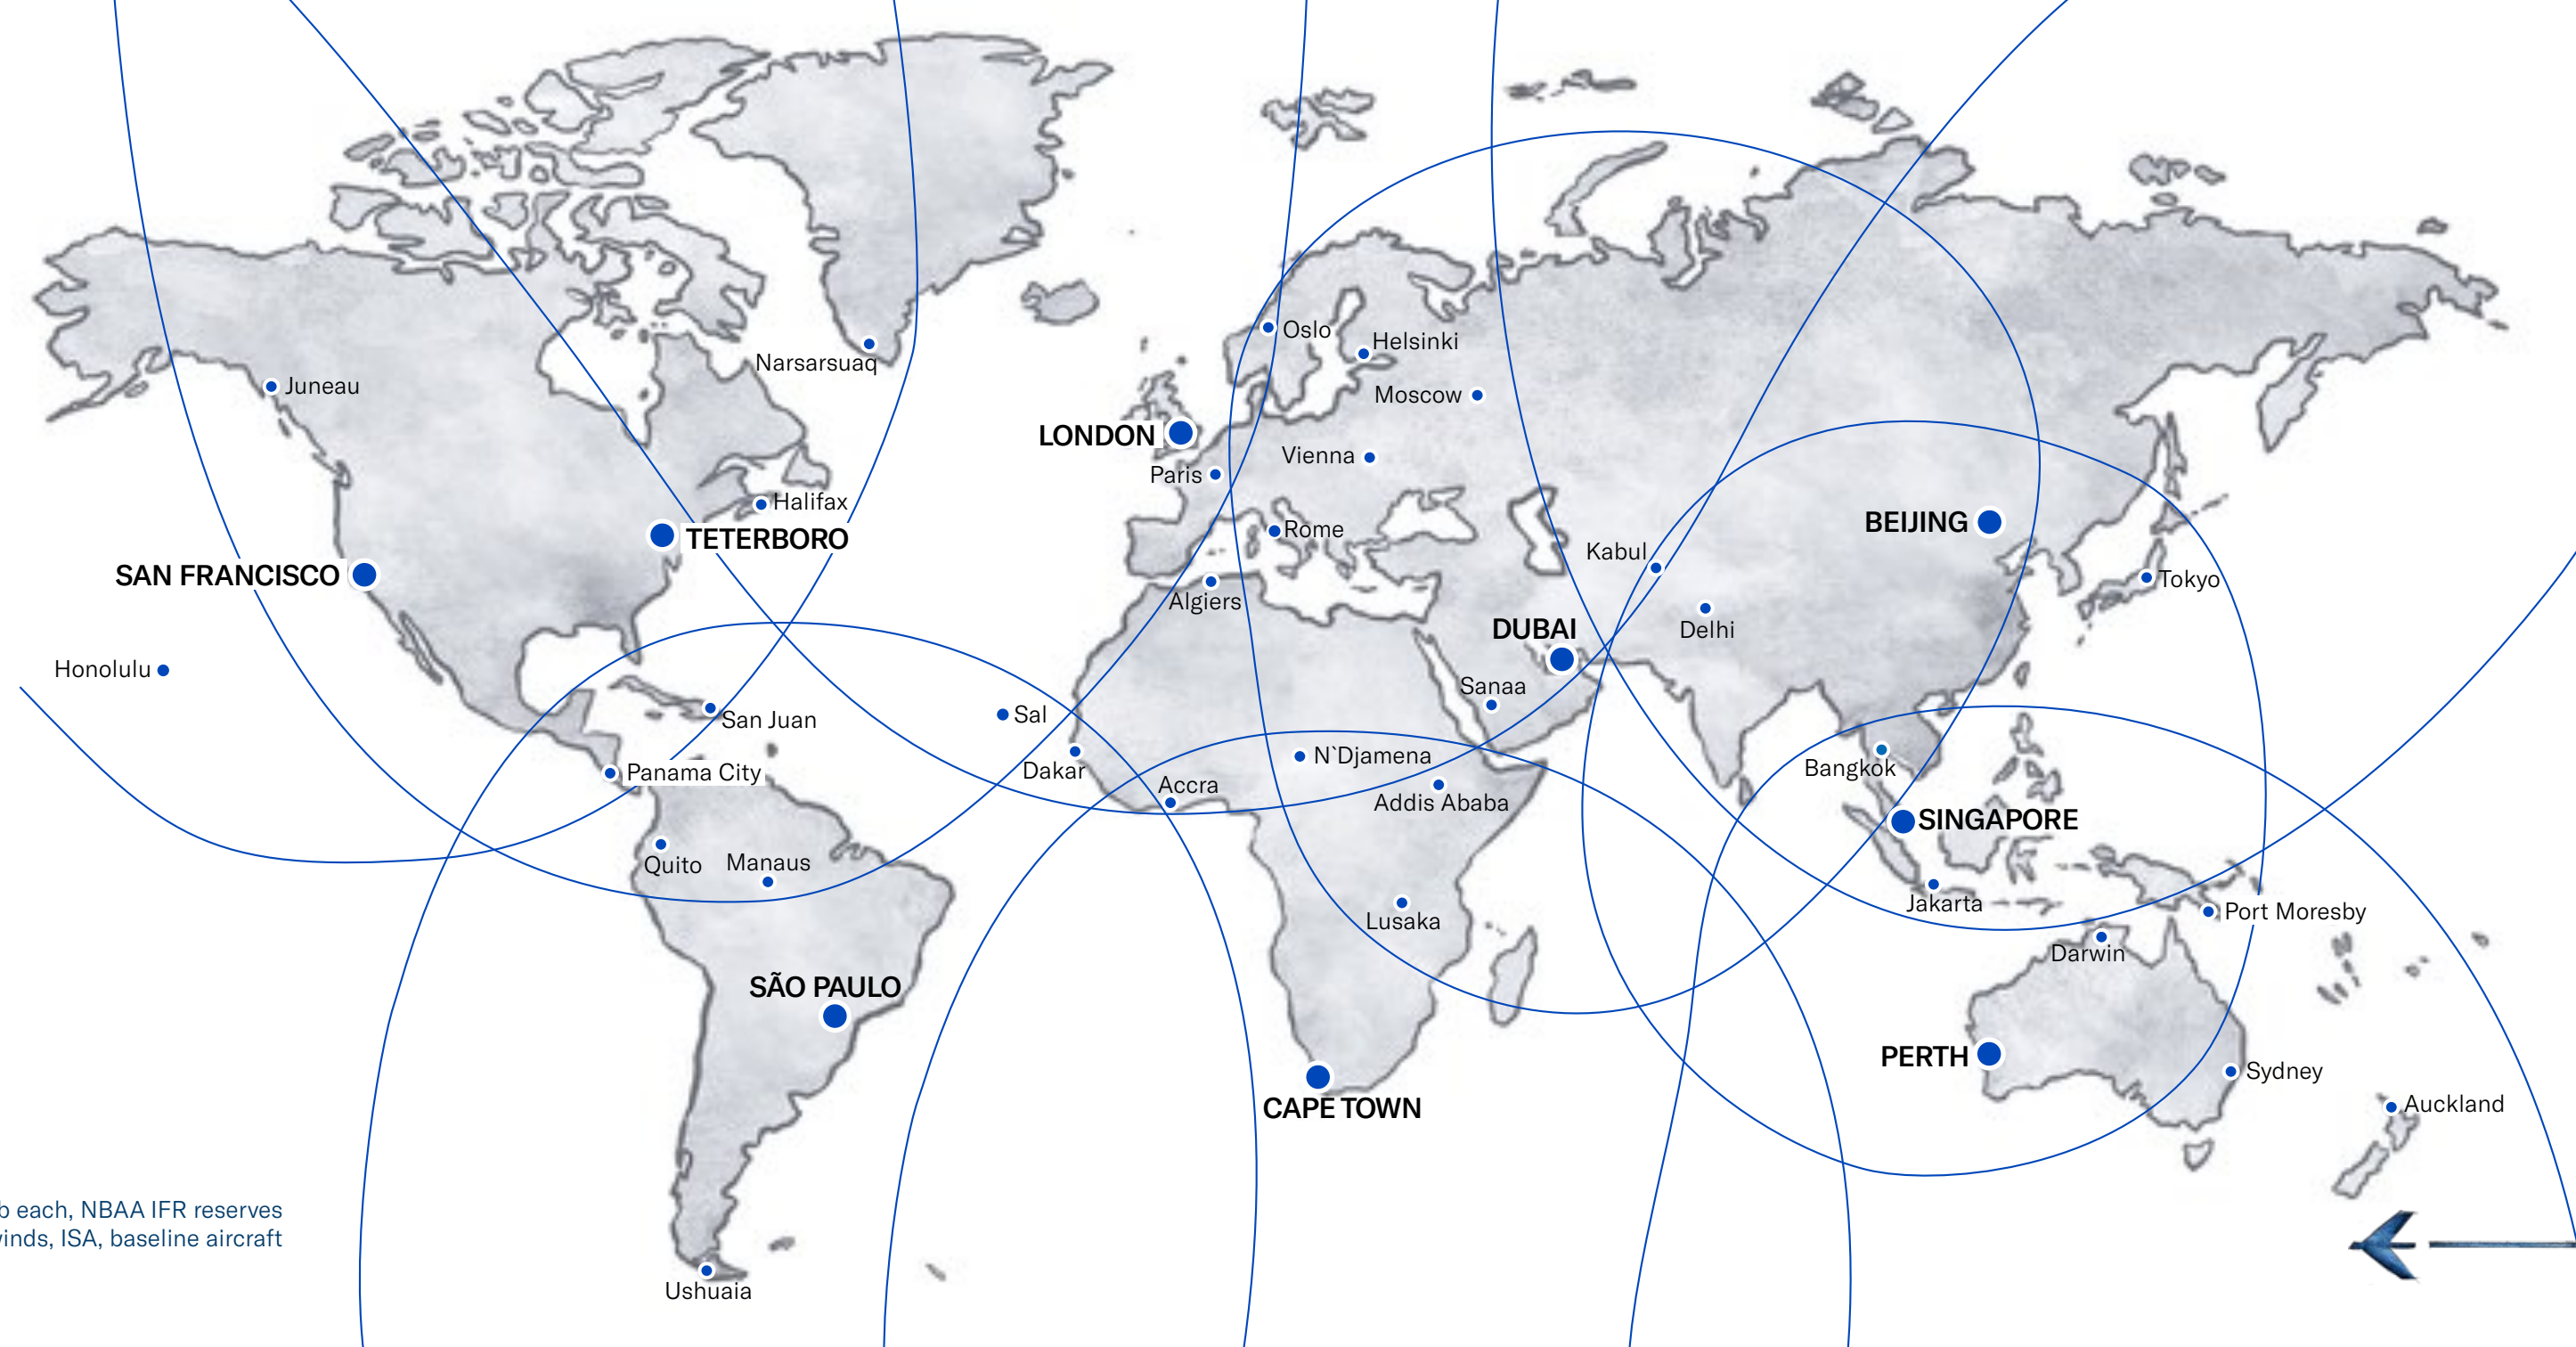 Oslo
Helsinki
Narsarsuaq
Juneau
Moscow
LONDON
Vienna
Paris
Halifax
BEIJING
Rome
TETERBORO
Kabul
SAN FRANCISCO
Tokyo
Algiers
DUBAI
Delhi
Honolulu
Sanaa
Sal
San Juan
N`Djamena
Bangkok
Dakar
Panama City
Accra
Addis Ababa
SINGAPORE
Quito
Manaus
Jakarta
Port Moresby
Lusaka
Darwin
SÃO PAULO
PERTH
Sydney
Auckland
CAPE TOWN
each, NBAA IFR reserves
ISA, baseline aircraft
Ushuaia